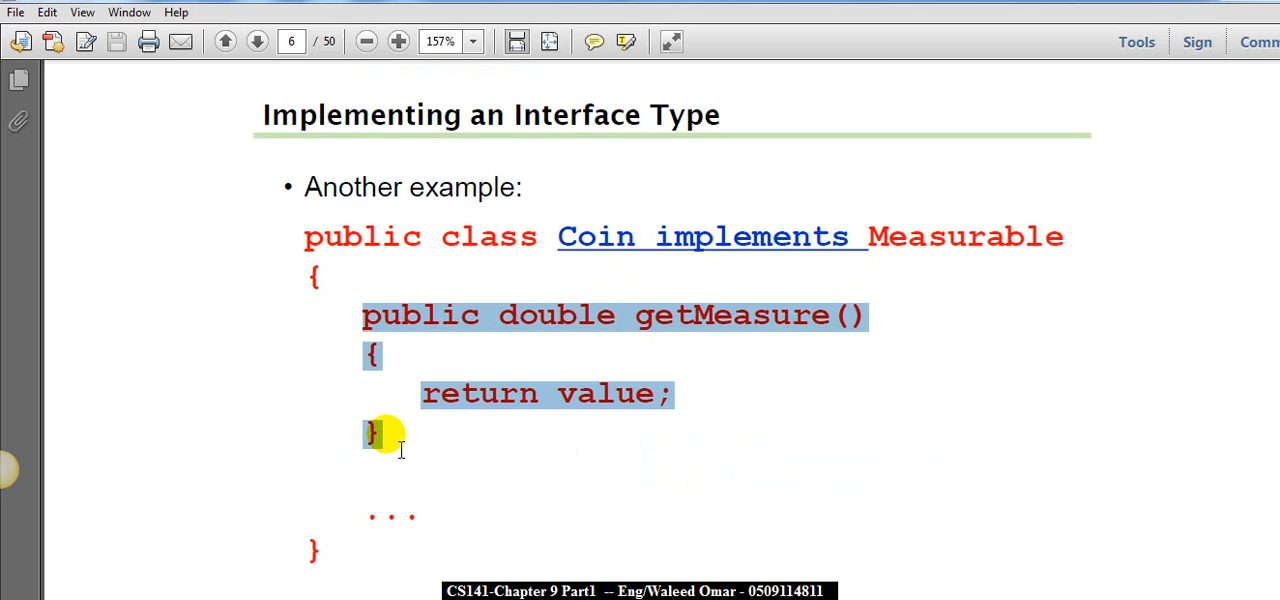 File Edit View Window Help
6 / 50 157% Tools Sign Comm
Implementing an Interface Type
• Another example:
public class Coin implements Measurable
{
public double getMeasure()
{
return value;
}
...
}
CS141-Chapter 9 Part1 -- Eng/Waleed Omar - 0509114811